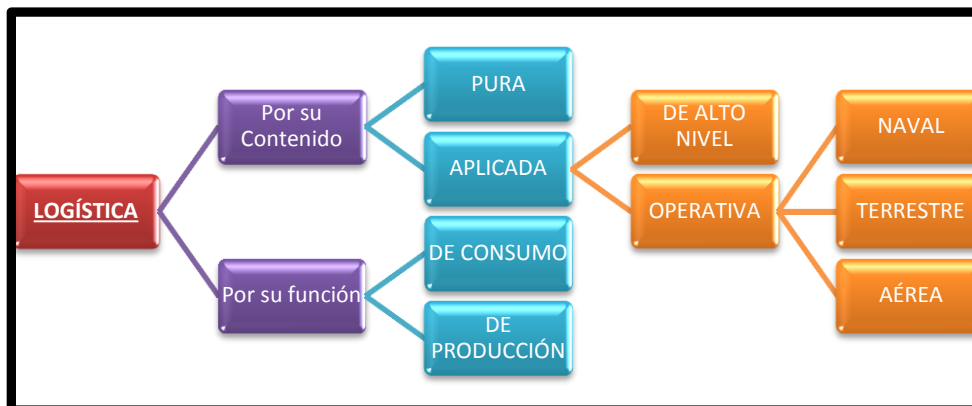 LOGÍSTICA
Por su
Contenido
PURA
APLICADA
DE ALTO
NIVEL
OPERATIVA
NAVAL
TERRESTRE
AÉREA
Por su función
DE CONSUMO
DE
PRODUCCIÓN